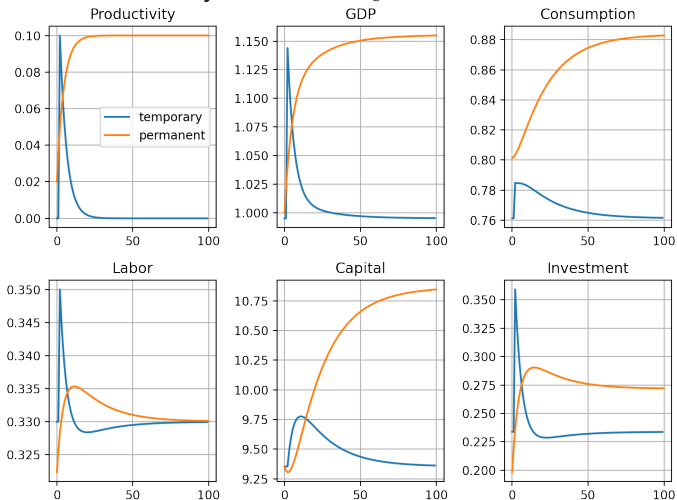 Productivity
GDP
Consumption
0.10
0.08
0.06
0.04
0.02
0.00
temporary
permanent
0 50 100
1.150
1.125
1.100
1.075
1.050
1.025
1.000
0 50 100
0.88
0.86
0.84
0.82
0.80
0.78
0.76
0 50 100
Labor
Capital
Investment
0.350
0.345
0.340
0.335
0.330
0.325
0 50 100
10.75
10.50
10.25
10.00
9.75
9.50
9.25
0 50 100
0.350
0.325
0.300
0.275
0.250
0.225
0.200
0 50 100